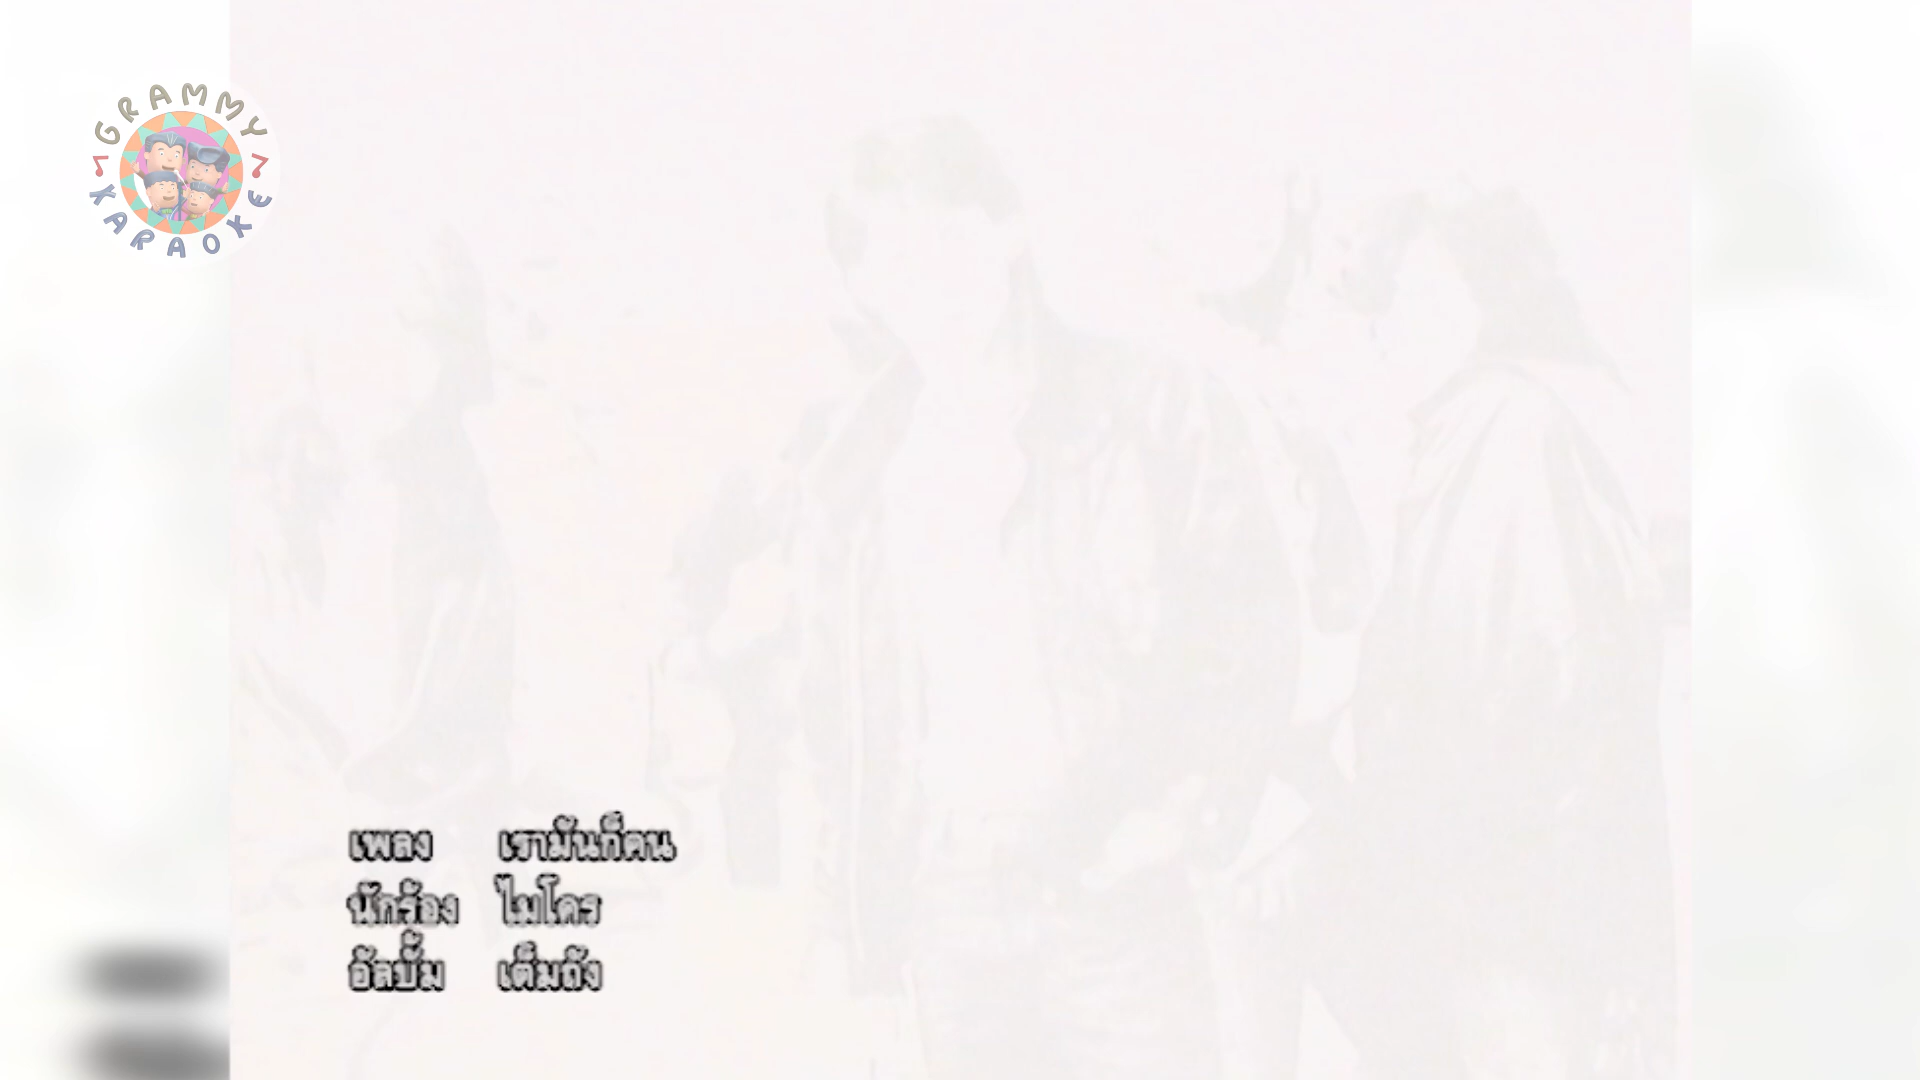 GRAMMY
KARAOKE
เพลง เรามันก็คน
นักร้อง ไมโคร
อัลบั้ม เต็มถัง